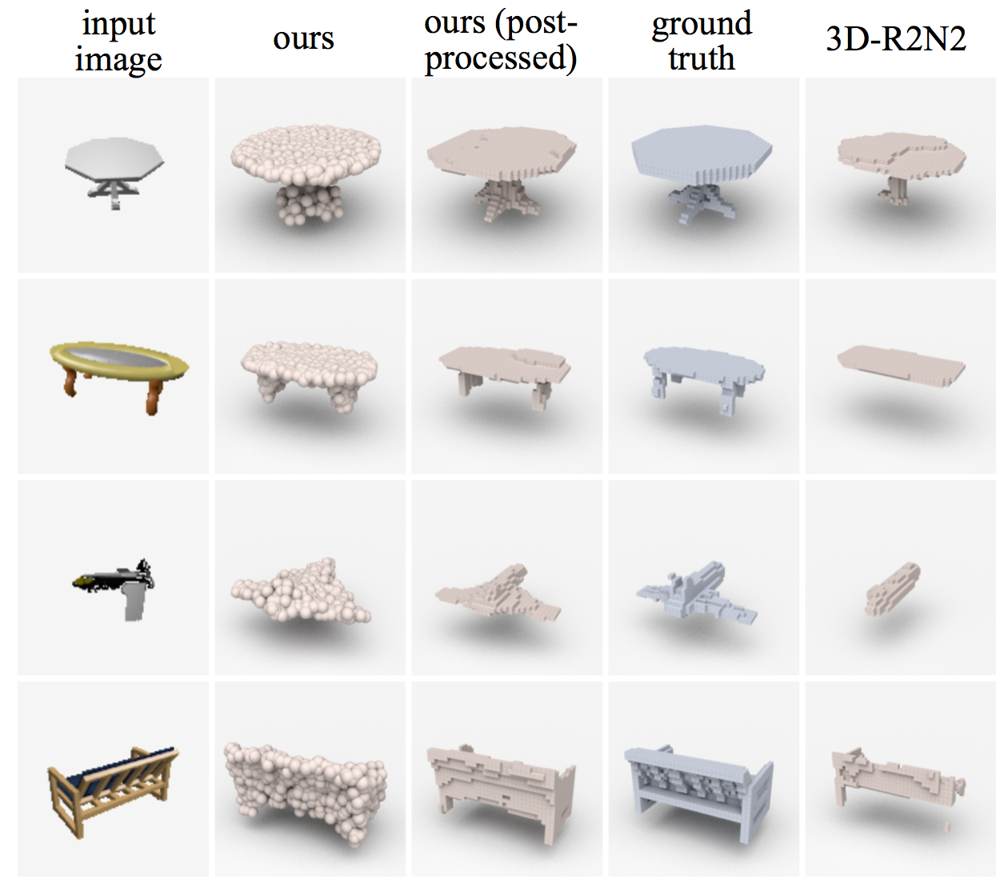 input
image
ours
ours (post-
processed)
ground
truth
3D-R2N2